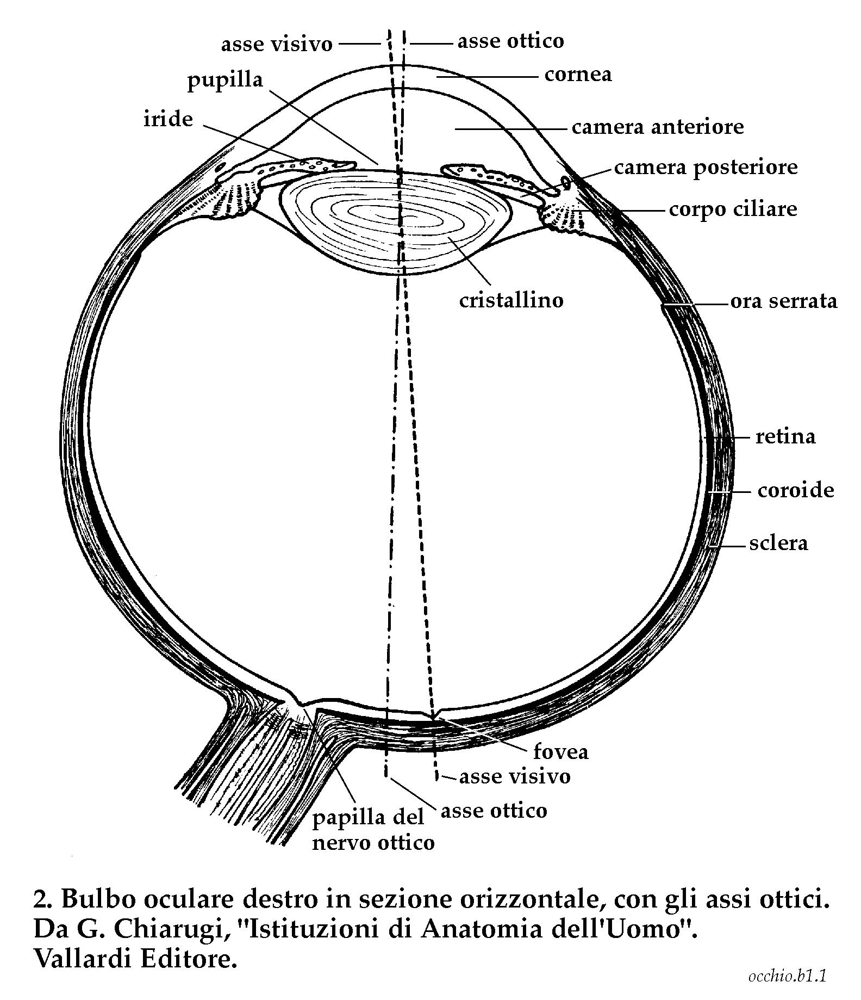 asse visivo
asse ottico
pupilla
cornea
iride
camera anteriore
camera posteriore
corpo ciliare
cristallino
ora serrata
retina
coroide
sclera
fovea
asse visivo
asse ottico
papilla del
nervo ottico
2. Bulbo oculare destro in sezione orizzontale, con gli assi ottici.
Da G. Chiarugi, "Istituzioni di Anatomia dell'Uomo".
Vallardi Editore.
occhio.b1.1